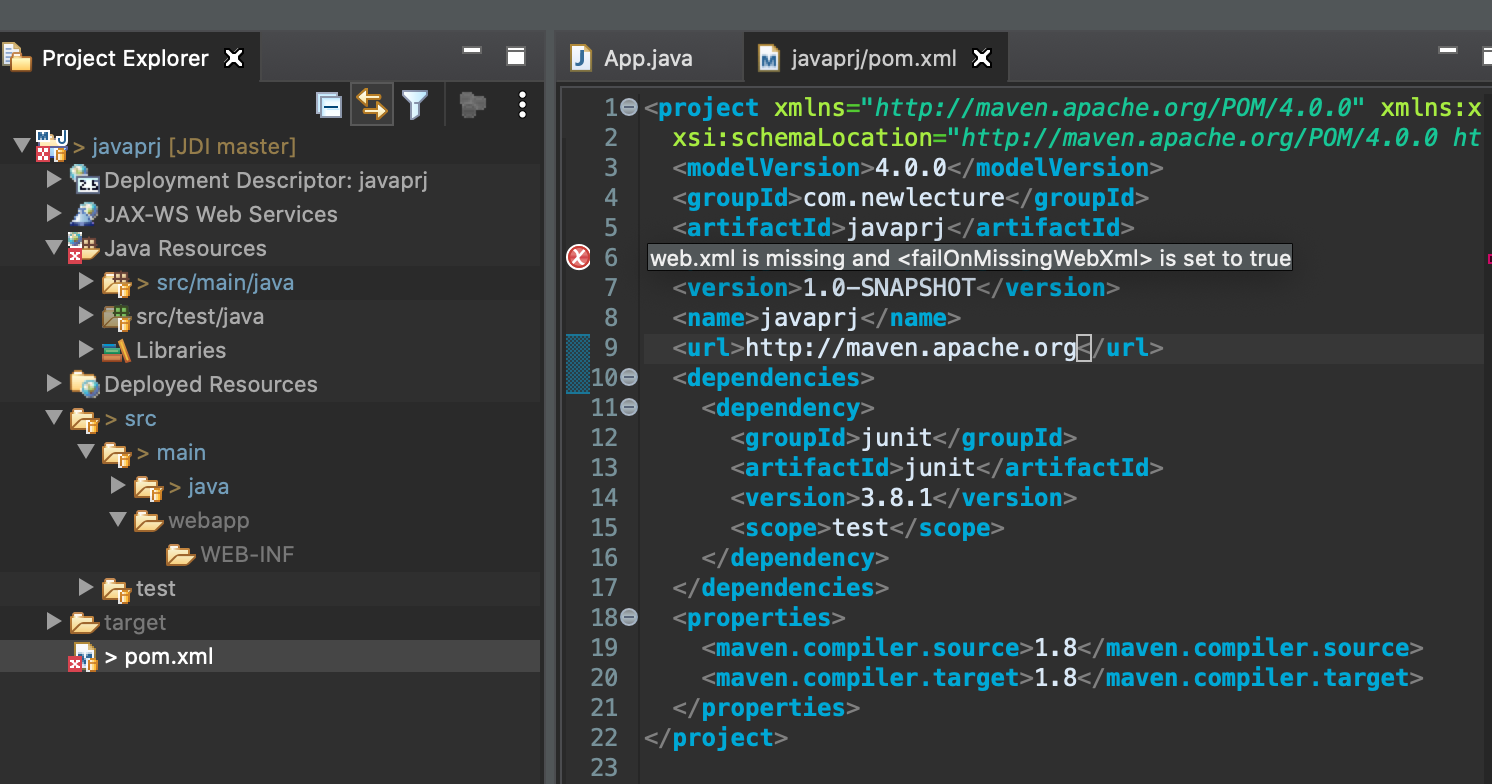 Project Explorer
App.java
javaprj/pom.xml
> javaprj [JDI master]
Deployment Descriptor: javaprj
JAX-WS Web Services
Java Resources
> src/main/java
src/test/java
Libraries
Deployed Resources
> src
> main
> java
webapp
WEB-INF
test
target
> pom.xml
1 <project xmlns="http://maven.apache.org/POM/4.0.0" xmlns:x
2 xsi:schemaLocation="http://maven.apache.org/POM/4.0.0 ht
3 <modelVersion>4.0.0</modelVersion>
4 <groupId>com.newlecture</groupId>
5 <artifactId>javaprj</artifactId>
6 web.xml is missing and <failOnMissingWebXml> is set to true
7 <version>1.0-SNAPSHOT</version>
8 <name>javaprj</name>
9 <url>http://maven.apache.org</url>
10 <dependencies>
11 <dependency>
12 <groupId>junit</groupId>
13 <artifactId>junit</artifactId>
14 <version>3.8.1</version>
15 <scope>test</scope>
16 </dependency>
17 </dependencies>
18 <properties>
19 <maven.compiler.source>1.8</maven.compiler.source>
20 <maven.compiler.target>1.8</maven.compiler.target>
21 </properties>
22 </project>
23